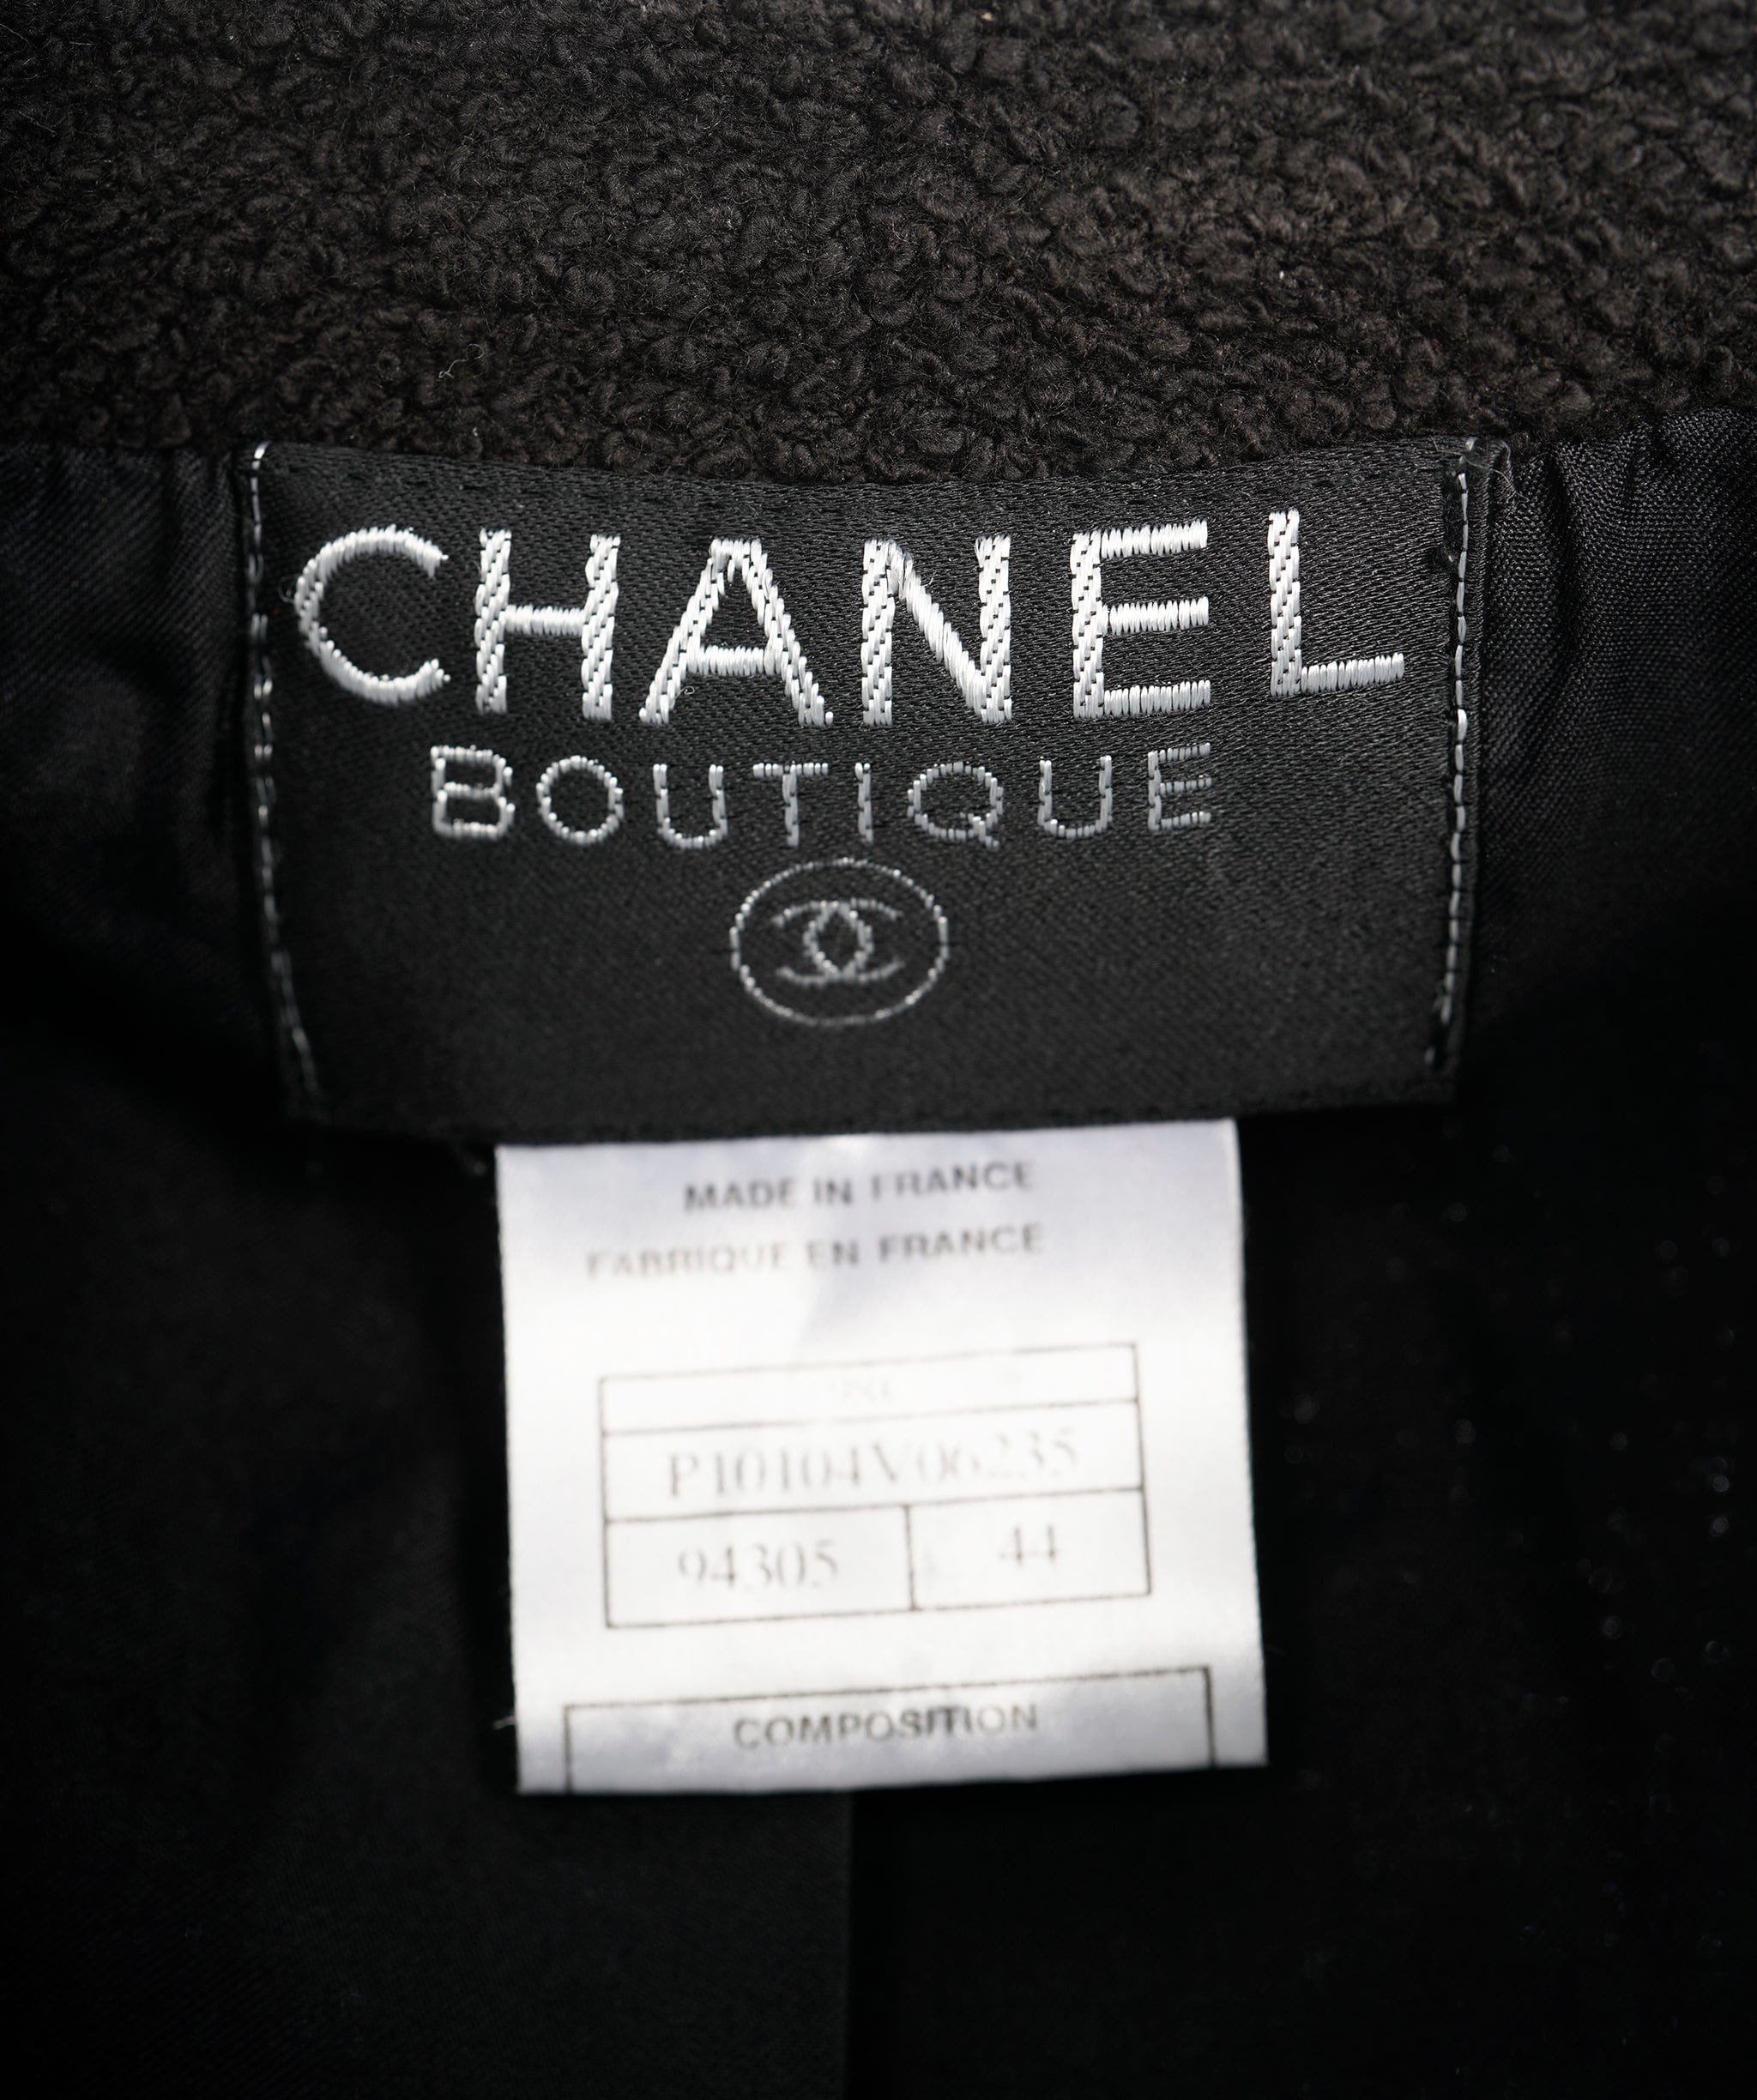 CHANEL
BOUTIQUE
MADE IN FRANCE
FABRIQUE EN FRANCE
P10104V06235
94305 44
COMPOSITION